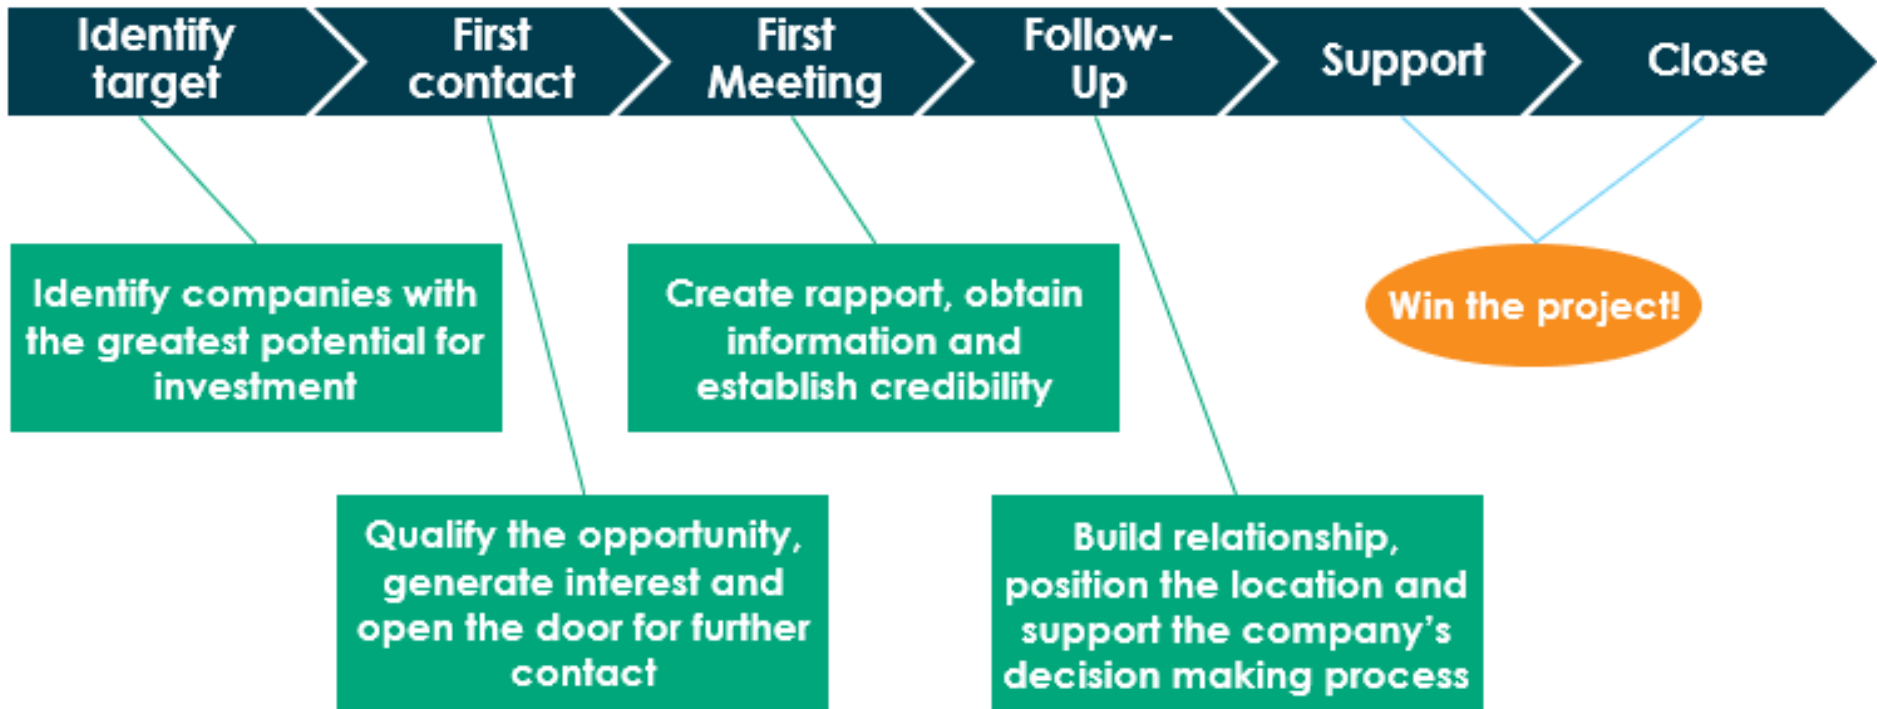 Identify
target
First
contact
First
Meeting
Follow-
Up
Support
Close
Identify companies with
the greatest potential for
investment
Create rapport, obtain
information and
establish credibility
Win the project!
Qualify the opportunity,
generate interest and
open the door for further
contact
Build relationship,
position the location and
support the company’s
decision making process